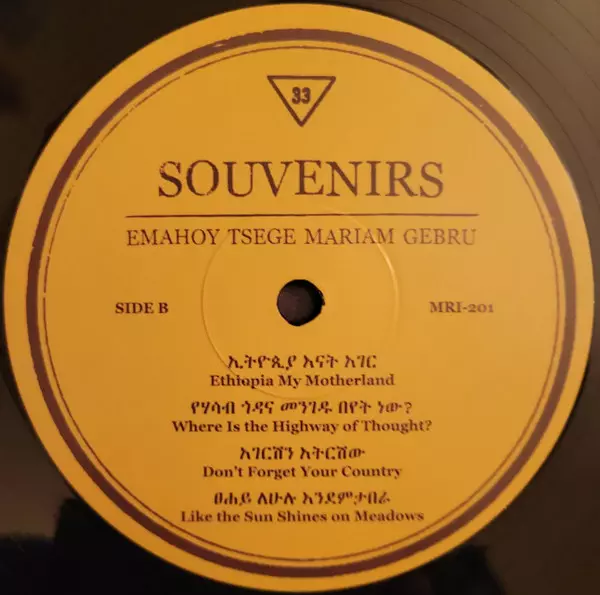 33
SOUVENIRS
EMAHOY TSEGE MARIAM GEBRU
SIDE B
MRI-201
ኢትዮጲያ እናት አገር
Ethiopia My Motherland
የሃሳብ ጎዳና መንገዱ በየት ነው?
Where Is the Highway of Thought?
አገርሽን አትርሽው
Don't Forget Your Country
ፀሐይ ለሁሉ እንደምታበራ
Like the Sun Shines on Meadows